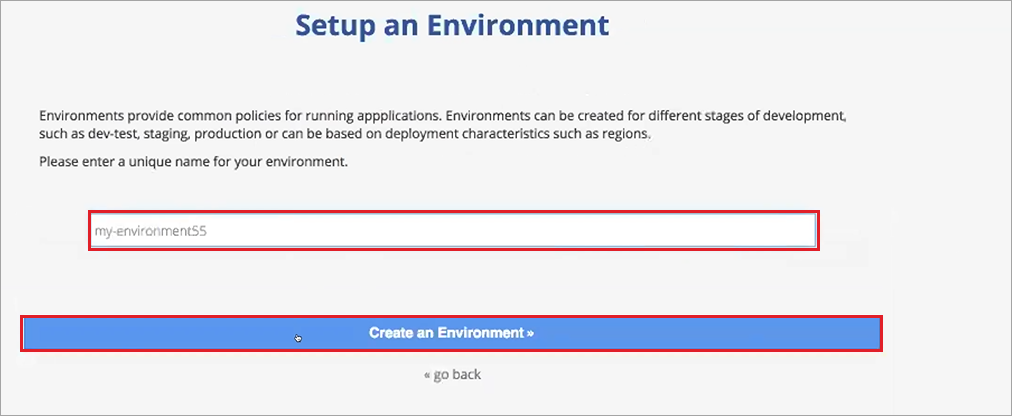 Setup an Environment
Environments provide common policies for running appplications. Environments can be created for different stages of development,
such as dev-test, staging, production or can be based on deployment characteristics such as regions.
Please enter a unique name for your environment.
my-environment55
Create an Environment »
« go back